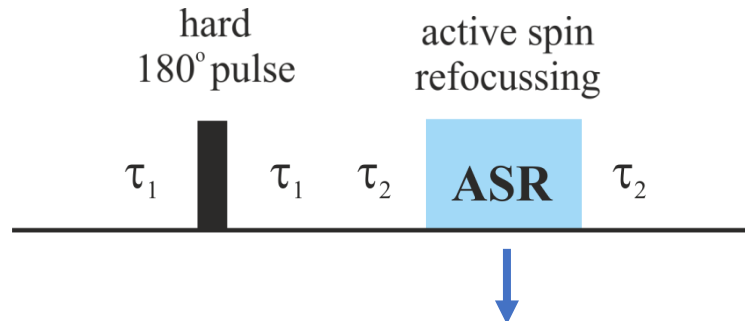 hard
180° pulse
active spin
refocussing
τ₁ τ₁ τ₂ ASR τ₂